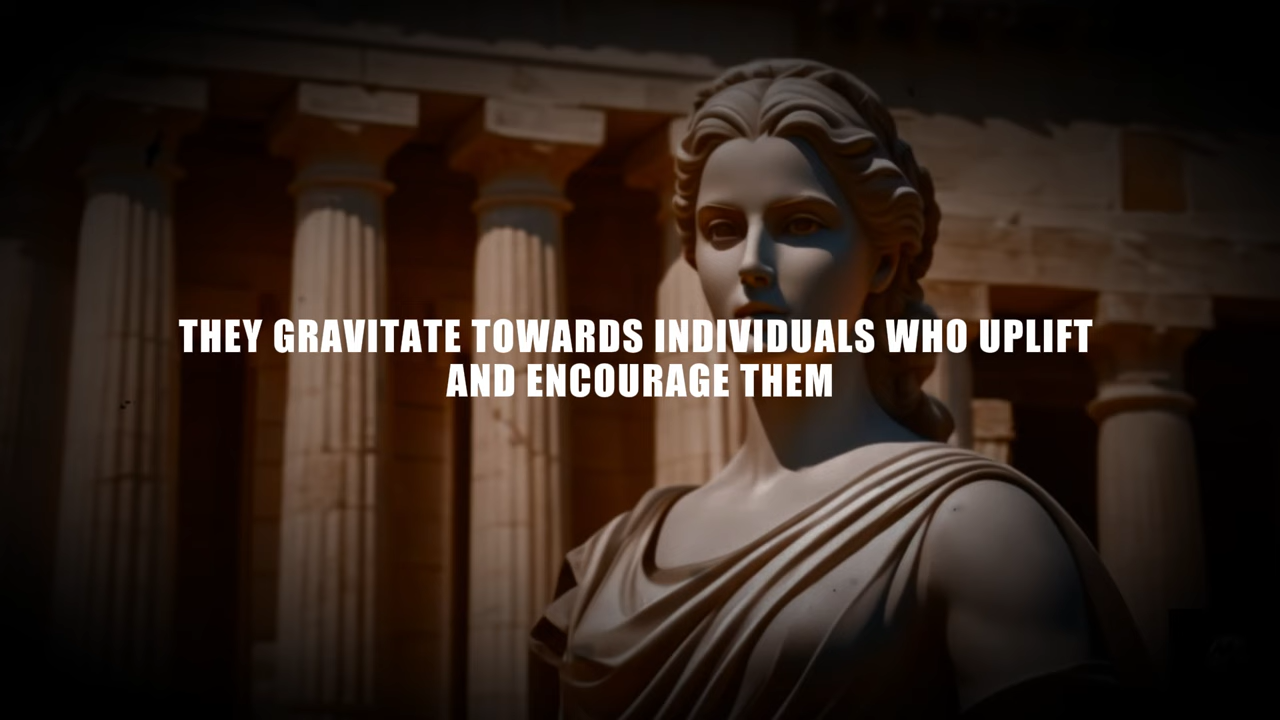 THEY GRAVITATE TOWARDS INDIVIDUALS WHO UPLIFT
AND ENCOURAGE THEM